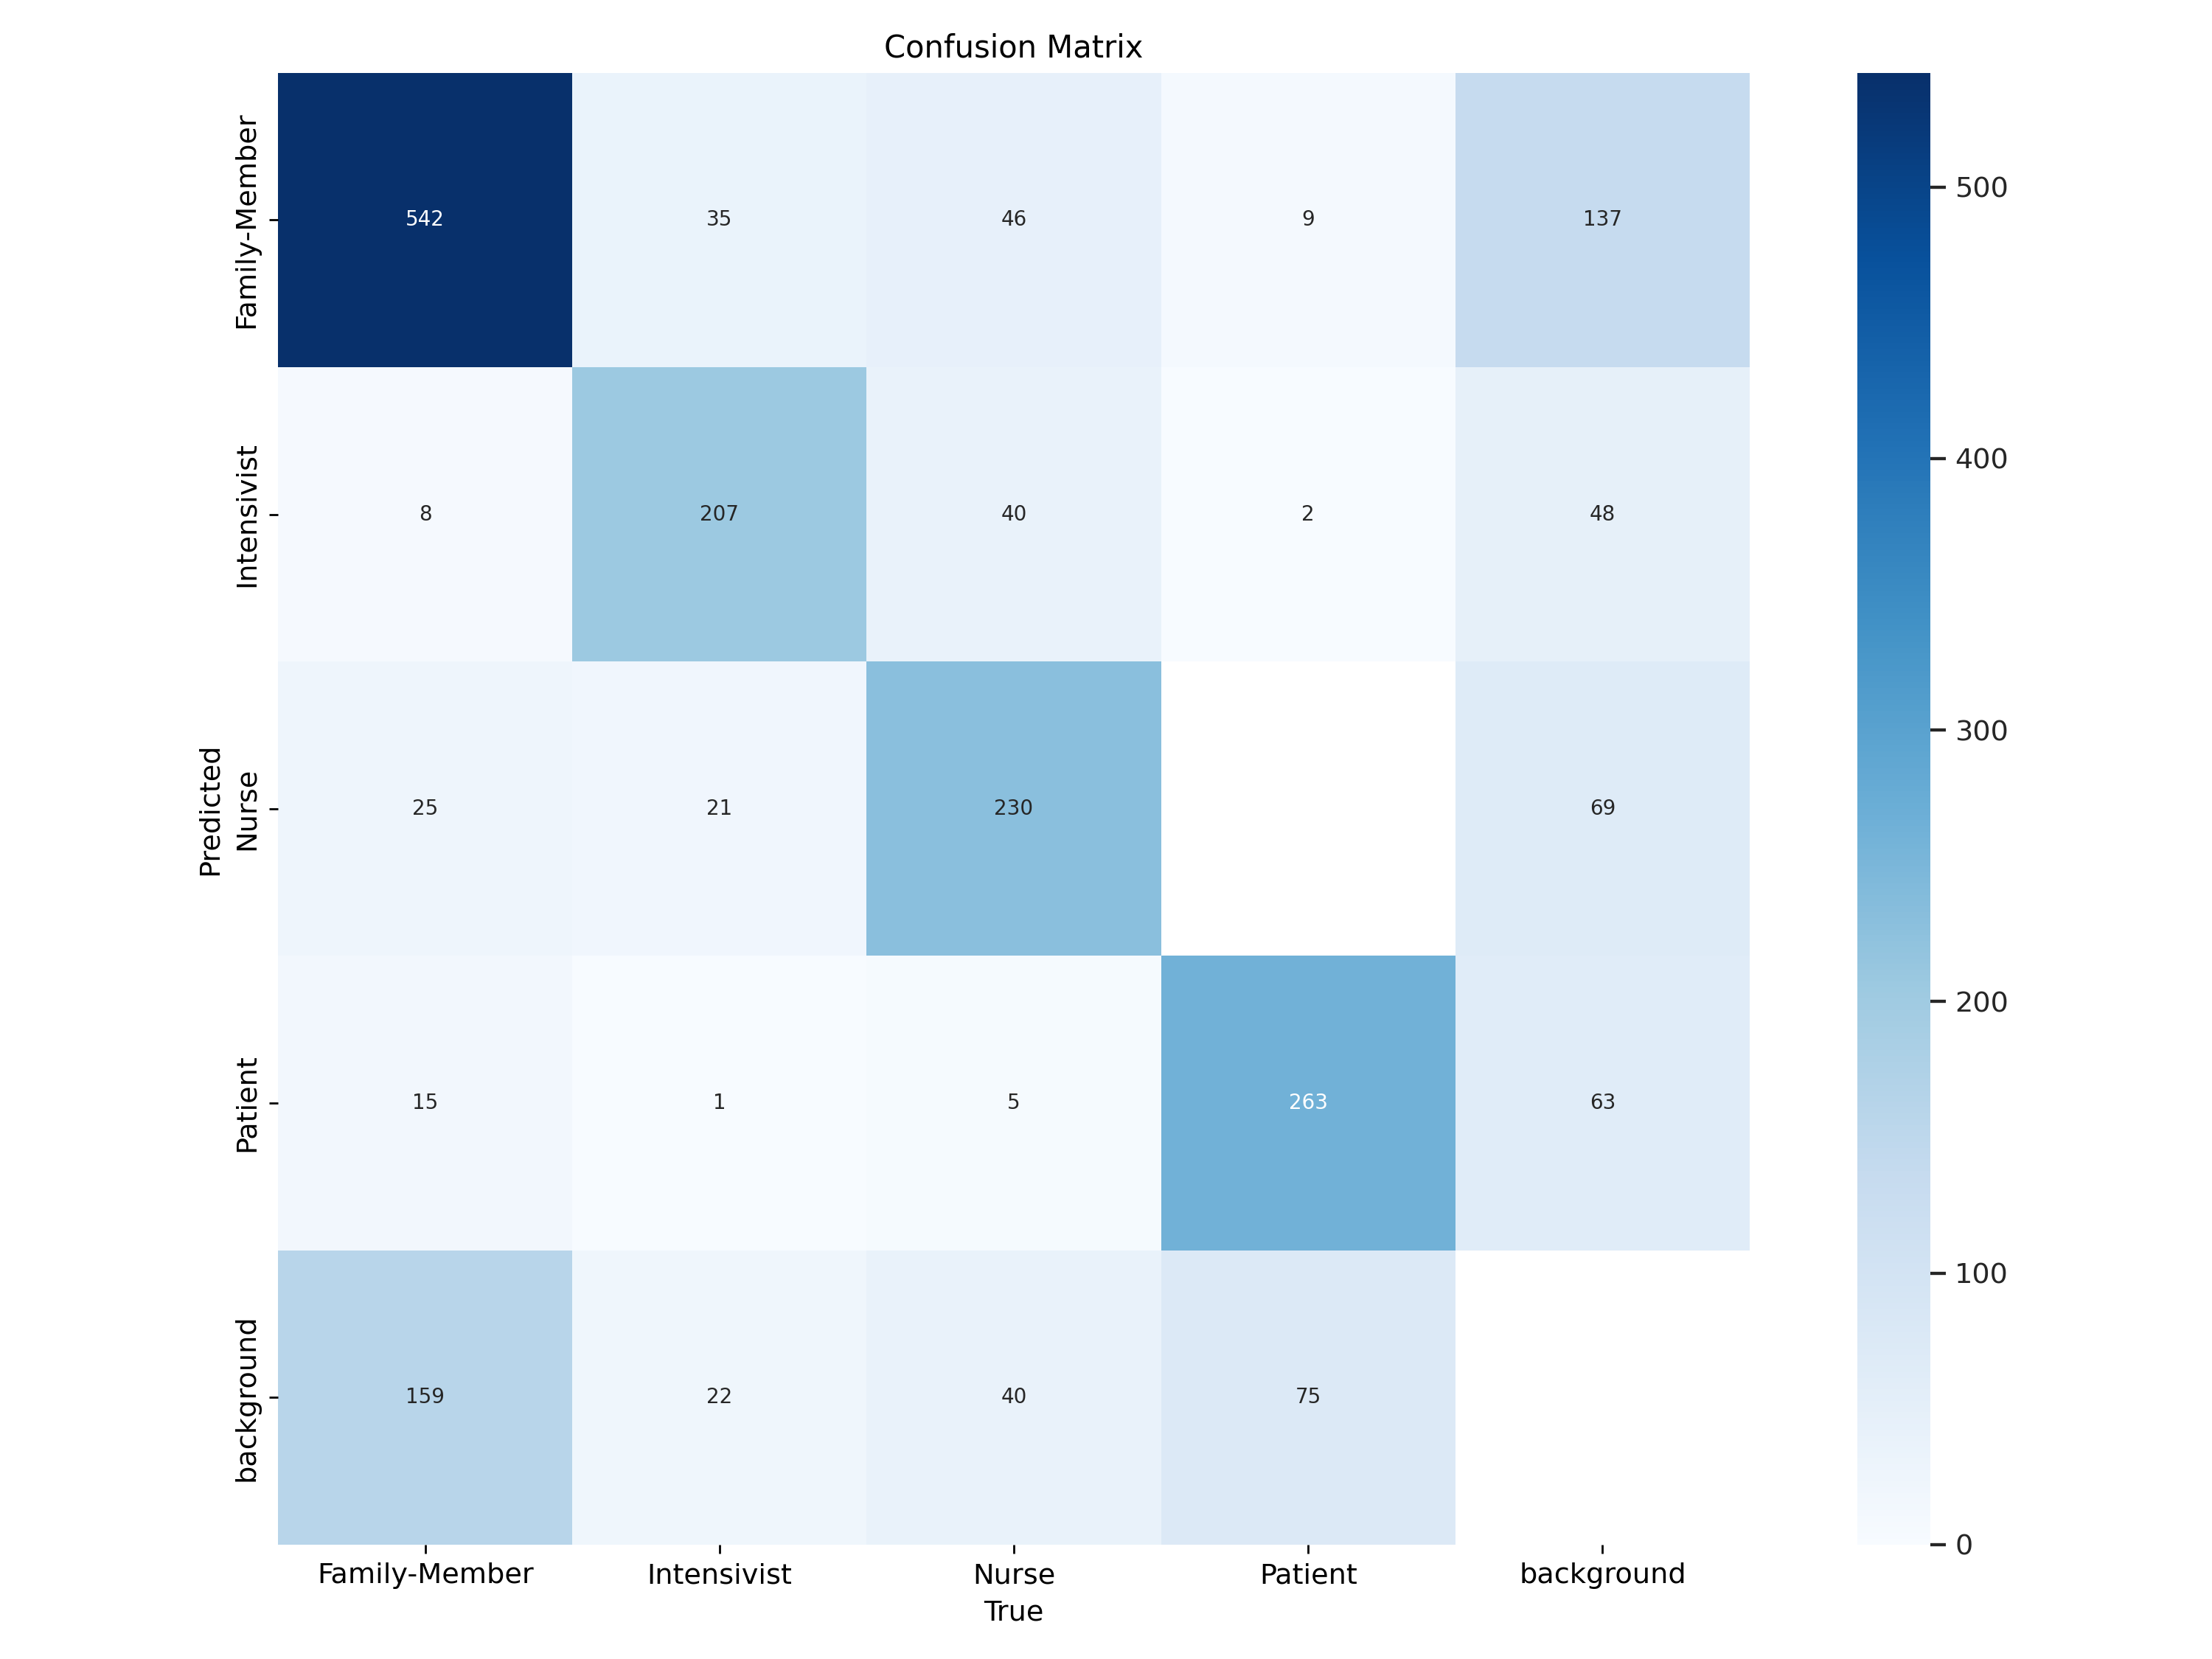 Confusion Matrix
Family-Member
542 35 46 9 137
Intensivist
8 207 40 2 48
Predicted
Nurse
25 21 230 69
Patient
15 1 5 263 63
background
159 22 40 75
Family-Member Intensivist Nurse Patient background
True
500
400
300
200
100
0